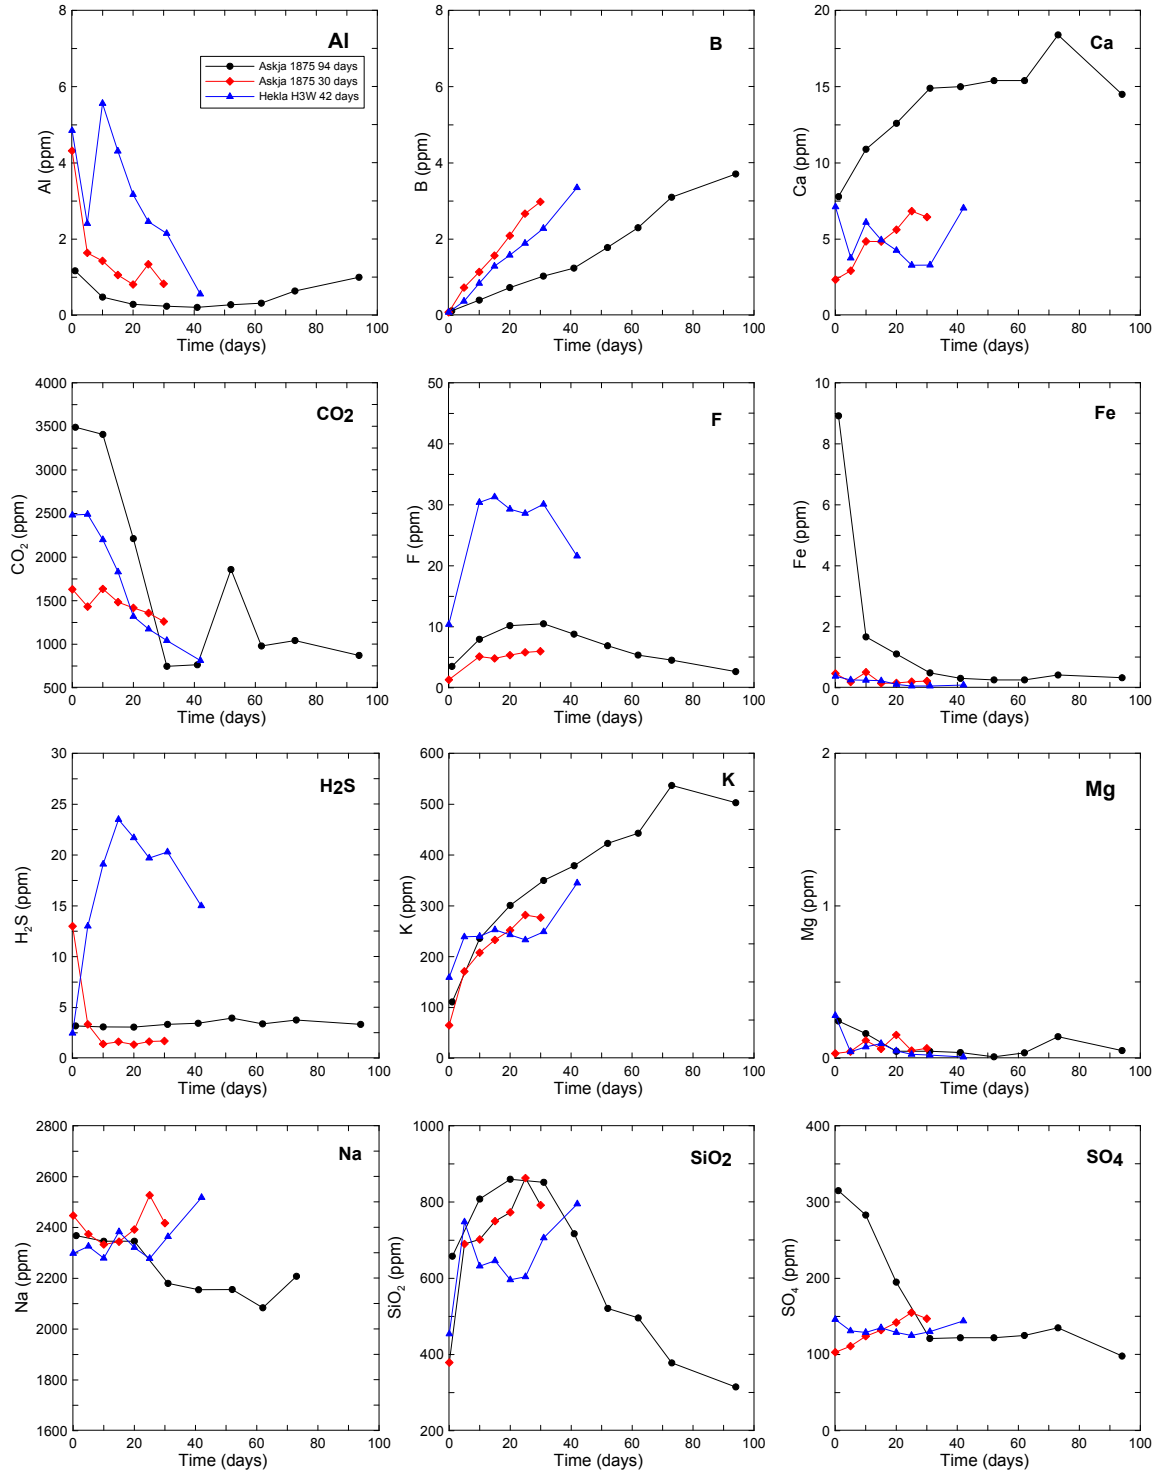 Al
Askja 1875 94 days
Askja 1875 30 days
Hekla H3W 42 days
Al (ppm)
8
6
4
2
0
0 20 40 60 80 100
Time (days)
B
B (ppm)
8
6
4
2
0
0 20 40 60 80 100
Time (days)
Ca
Ca (ppm)
20
15
10
5
0
0 20 40 60 80 100
Time (days)
CO2
CO2 (ppm)
4000
3500
3000
2500
2000
1500
1000
500
0 20 40 60 80 100
Time (days)
F
F (ppm)
50
40
30
20
10
0
0 20 40 60 80 100
Time (days)
Fe
Fe (ppm)
10
8
6
4
2
0
0 20 40 60 80 100
Time (days)
H2S
H2S (ppm)
30
25
20
15
10
5
0
0 20 40 60 80 100
Time (days)
K
K (ppm)
600
500
400
300
200
100
0
0 20 40 60 80 100
Time (days)
Mg
Mg (ppm)
2
1
0
0 20 40 60 80 100
Time (days)
Na
Na (ppm)
2800
2600
2400
2200
2000
1800
1600
0 20 40 60 80 100
Time (days)
SiO2
SiO2 (ppm)
1000
800
600
400
200
0 20 40 60 80 100
Time (days)
SO4
SO4 (ppm)
400
300
200
100
0
0 20 40 60 80 100
Time (days)